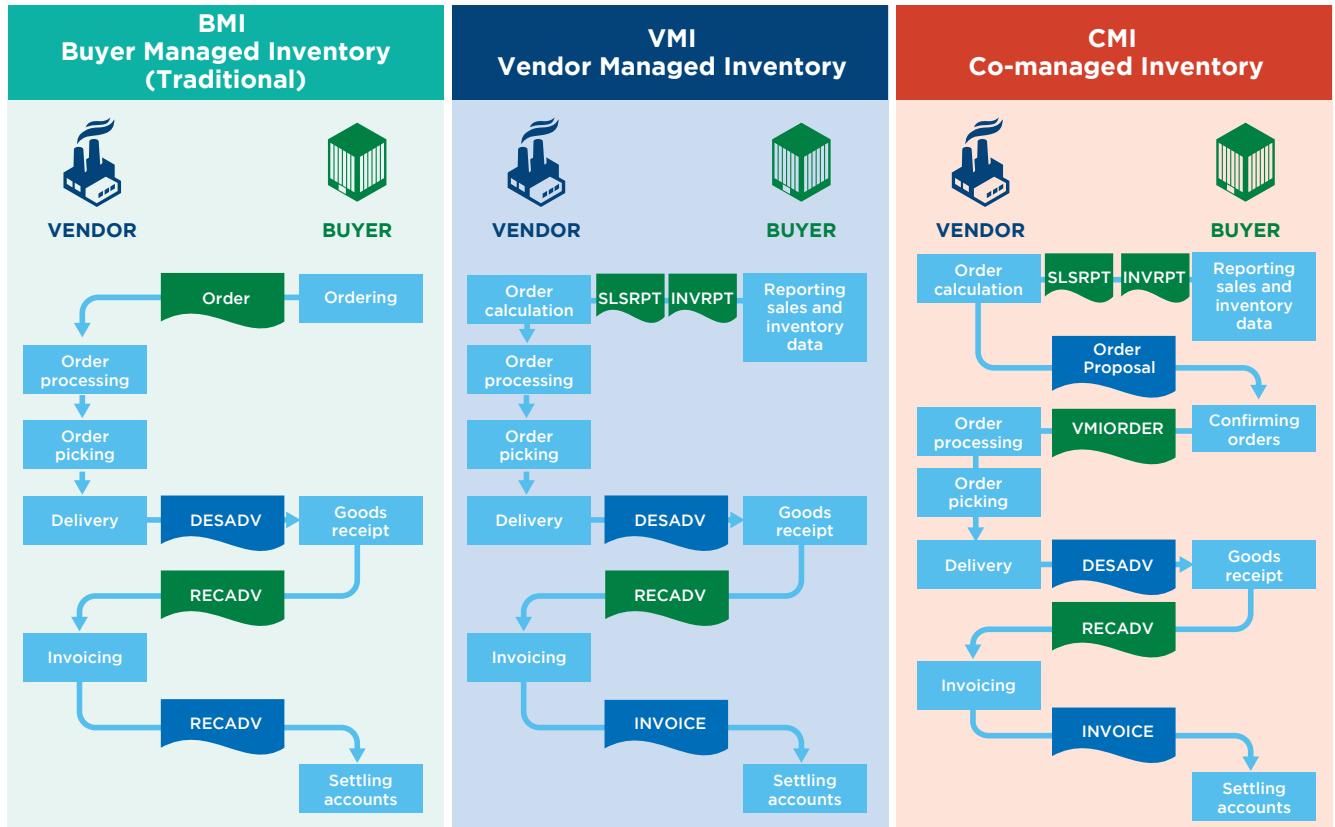 BMI
Buyer Managed Inventory
(Traditional)
VENDOR
BUYER
Order
Ordering
Order
processing
Order
picking
Delivery
DESADV
Goods
receipt
RECADV
Invoicing
RECADV
Settling
accounts
VMI
Vendor Managed Inventory
VENDOR
BUYER
Order
calculation
SLSRPT
INVRPT
Reporting
sales and
inventory
data
Order
processing
Order
picking
Delivery
DESADV
Goods
receipt
RECADV
Invoicing
INVOICE
Settling
accounts
CMI
Co-managed Inventory
VENDOR
BUYER
Order
calculation
SLSRPT
INVRPT
Reporting
sales and
inventory
data
Order
Proposal
Order
processing
VMIORDER
Confirming
orders
Order
picking
Delivery
DESADV
Goods
receipt
RECADV
Invoicing
INVOICE
Settling
accounts